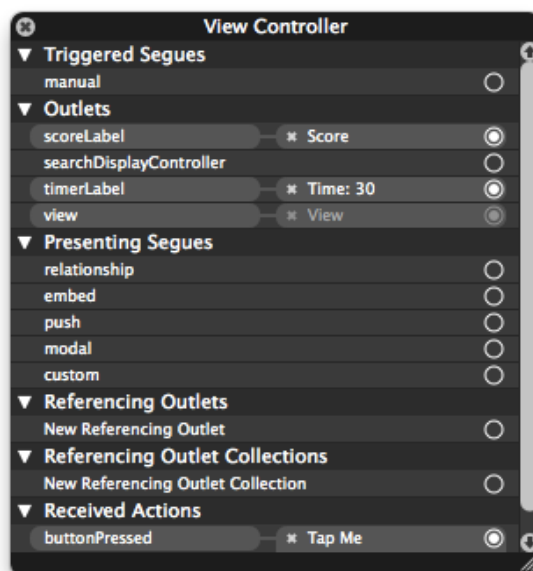 View Controller
Triggered Segues
manual
Outlets
scoreLabel Score
searchDisplayController
timerLabel Time: 30
view View
Presenting Segues
relationship
embed
push
modal
custom
Referencing Outlets
New Referencing Outlet
Referencing Outlet Collections
New Referencing Outlet Collection
Received Actions
buttonPressed Tap Me